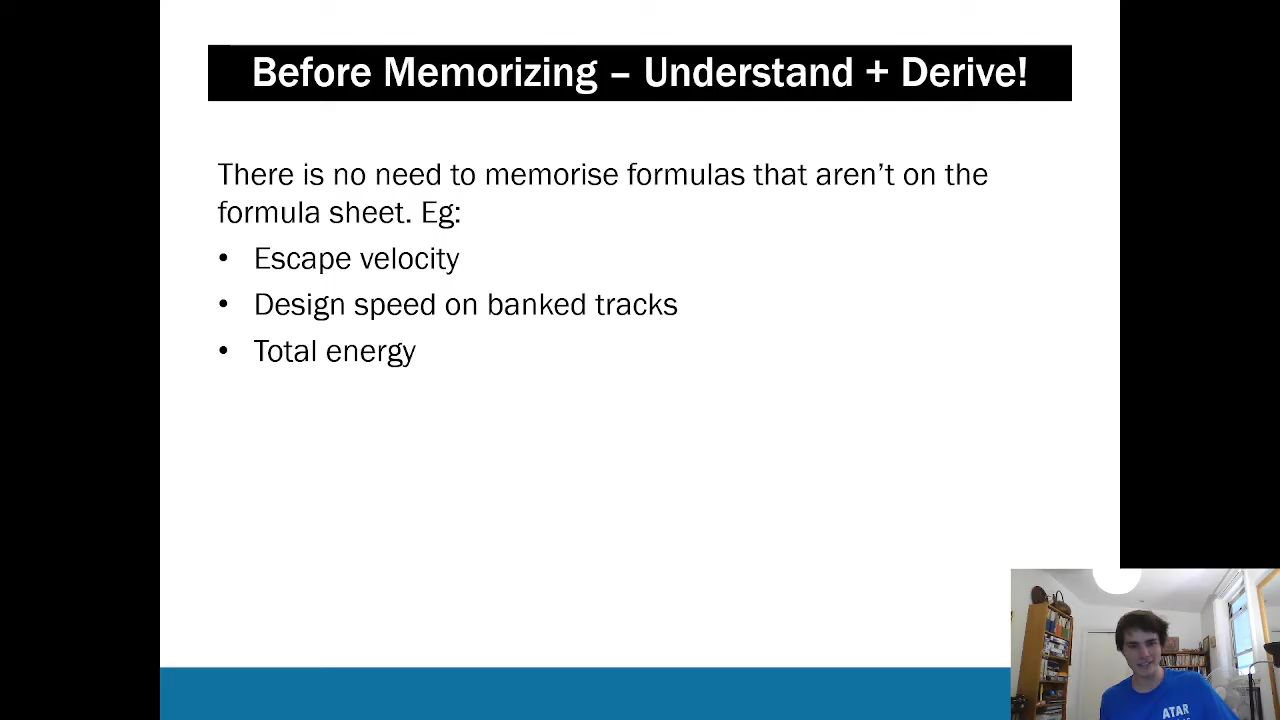 Before Memorizing – Understand + Derive!
There is no need to memorise formulas that aren’t on the
formula sheet. Eg:
• Escape velocity
• Design speed on banked tracks
• Total energy
ATAR